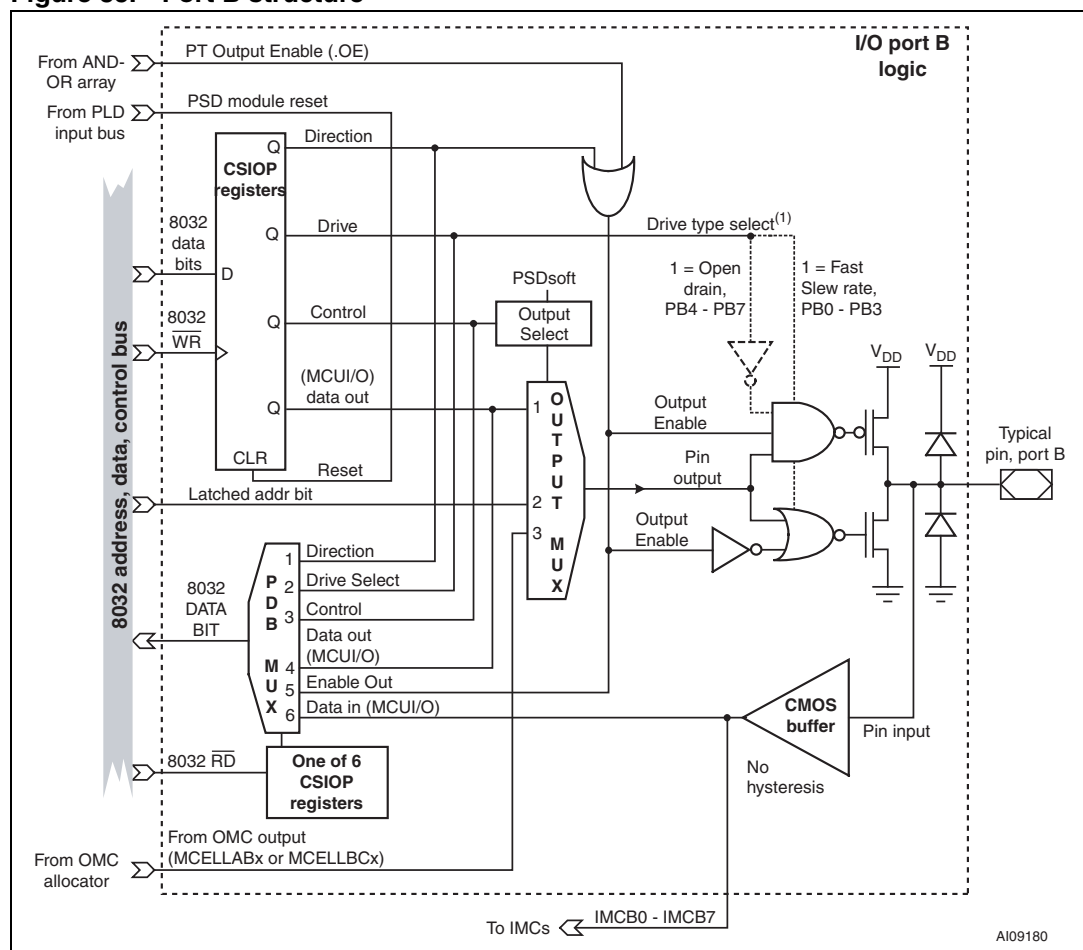 Figure 55. Port B structure
I/O port B
logic
From AND-
OR array
PT Output Enable (.OE)
From PLD
input bus
PSD module reset
CSIOP
registers
Q
Direction
Q
Drive
Drive type select(1)
8032
data
bits
D
1 = Open
drain,
PB4 - PB7
1 = Fast
Slew rate,
PB0 - PB3
PSDsoft
Output
Select
8032
WR
Q
Control
VDD
VDD
(MCUI/O)
data out
Q
1
OUTPUT MUX
Output
Enable
Typical
pin, port B
CLR
Reset
Pin
output
Latched addr bit
2
3
Output
Enable
8032 address, data, control bus
8032
DATA
BIT
PDB MUX
1
Direction
2
Drive Select
3
Control
Data out
(MCUI/O)
4
5
Enable Out
6
Data in (MCUI/O)
CMOS
buffer
Pin input
No
hysteresis
8032 RD
One of 6
CSIOP
registers
From OMC
allocator
From OMC output
(MCELLABx or MCELLBCx)
To IMCs
IMCB0 - IMCB7
AI09180